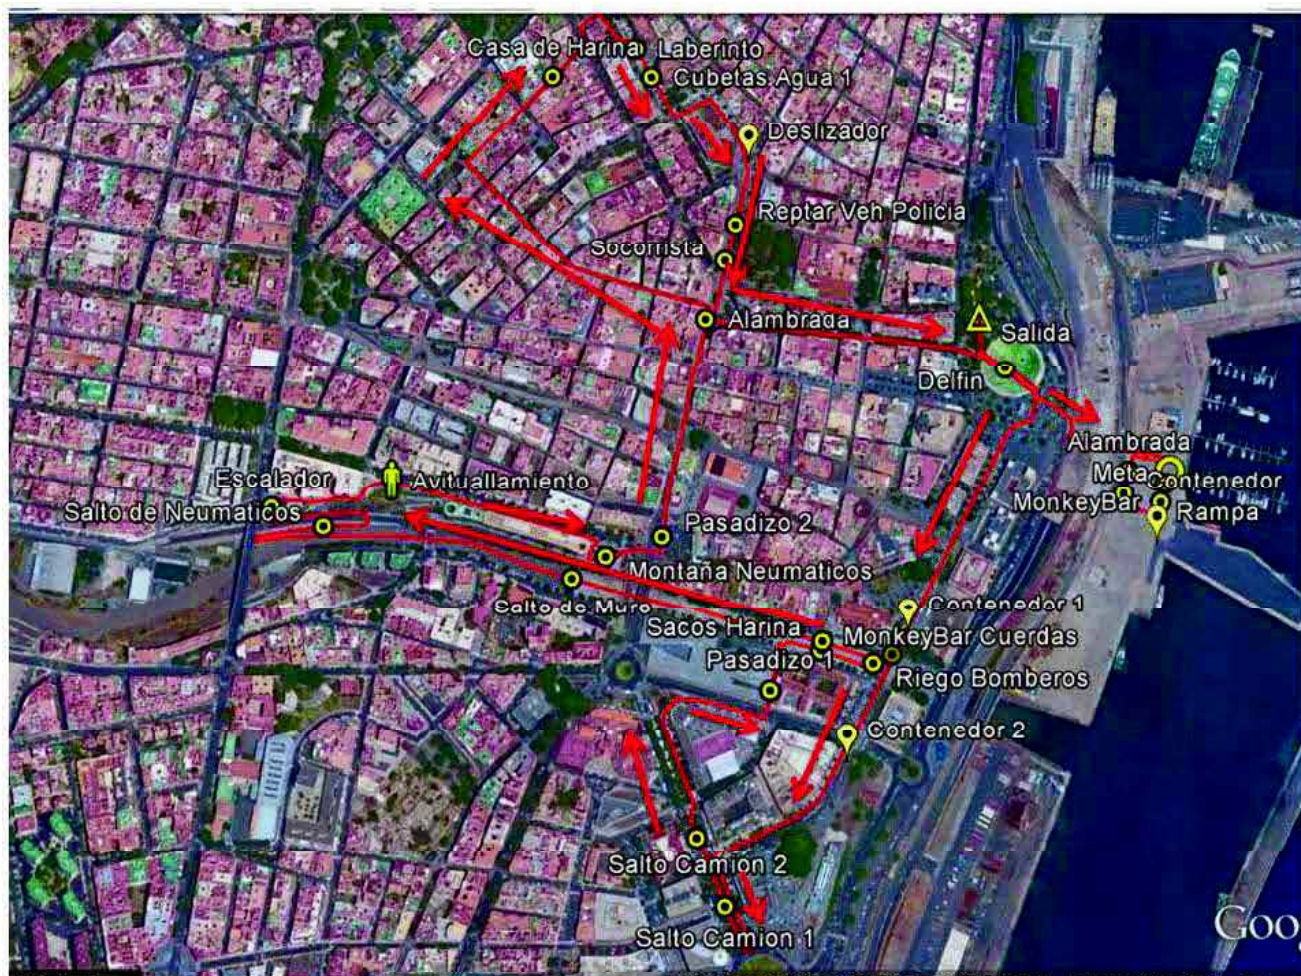 Casa de Harina
Laberinto
Cubetas Agua 1
Deslizador
Reptar Veh Policia
Socorrista
Alambrada
Salida
Delfin
Alambrada
Meta
Contenedor
MonkeyBar
Rampa
Escalador
Avituallamiento
Salto de Neumaticos
Pasadizo 2
Montaña Neumaticos
Salto de Muro
Contenedor 1
Sacos Harina
MonkeyBar Cuerdas
Pasadizo 1
Riego Bomberos
Contenedor 2
Salto Camion 2
Salto Camion 1
Goog